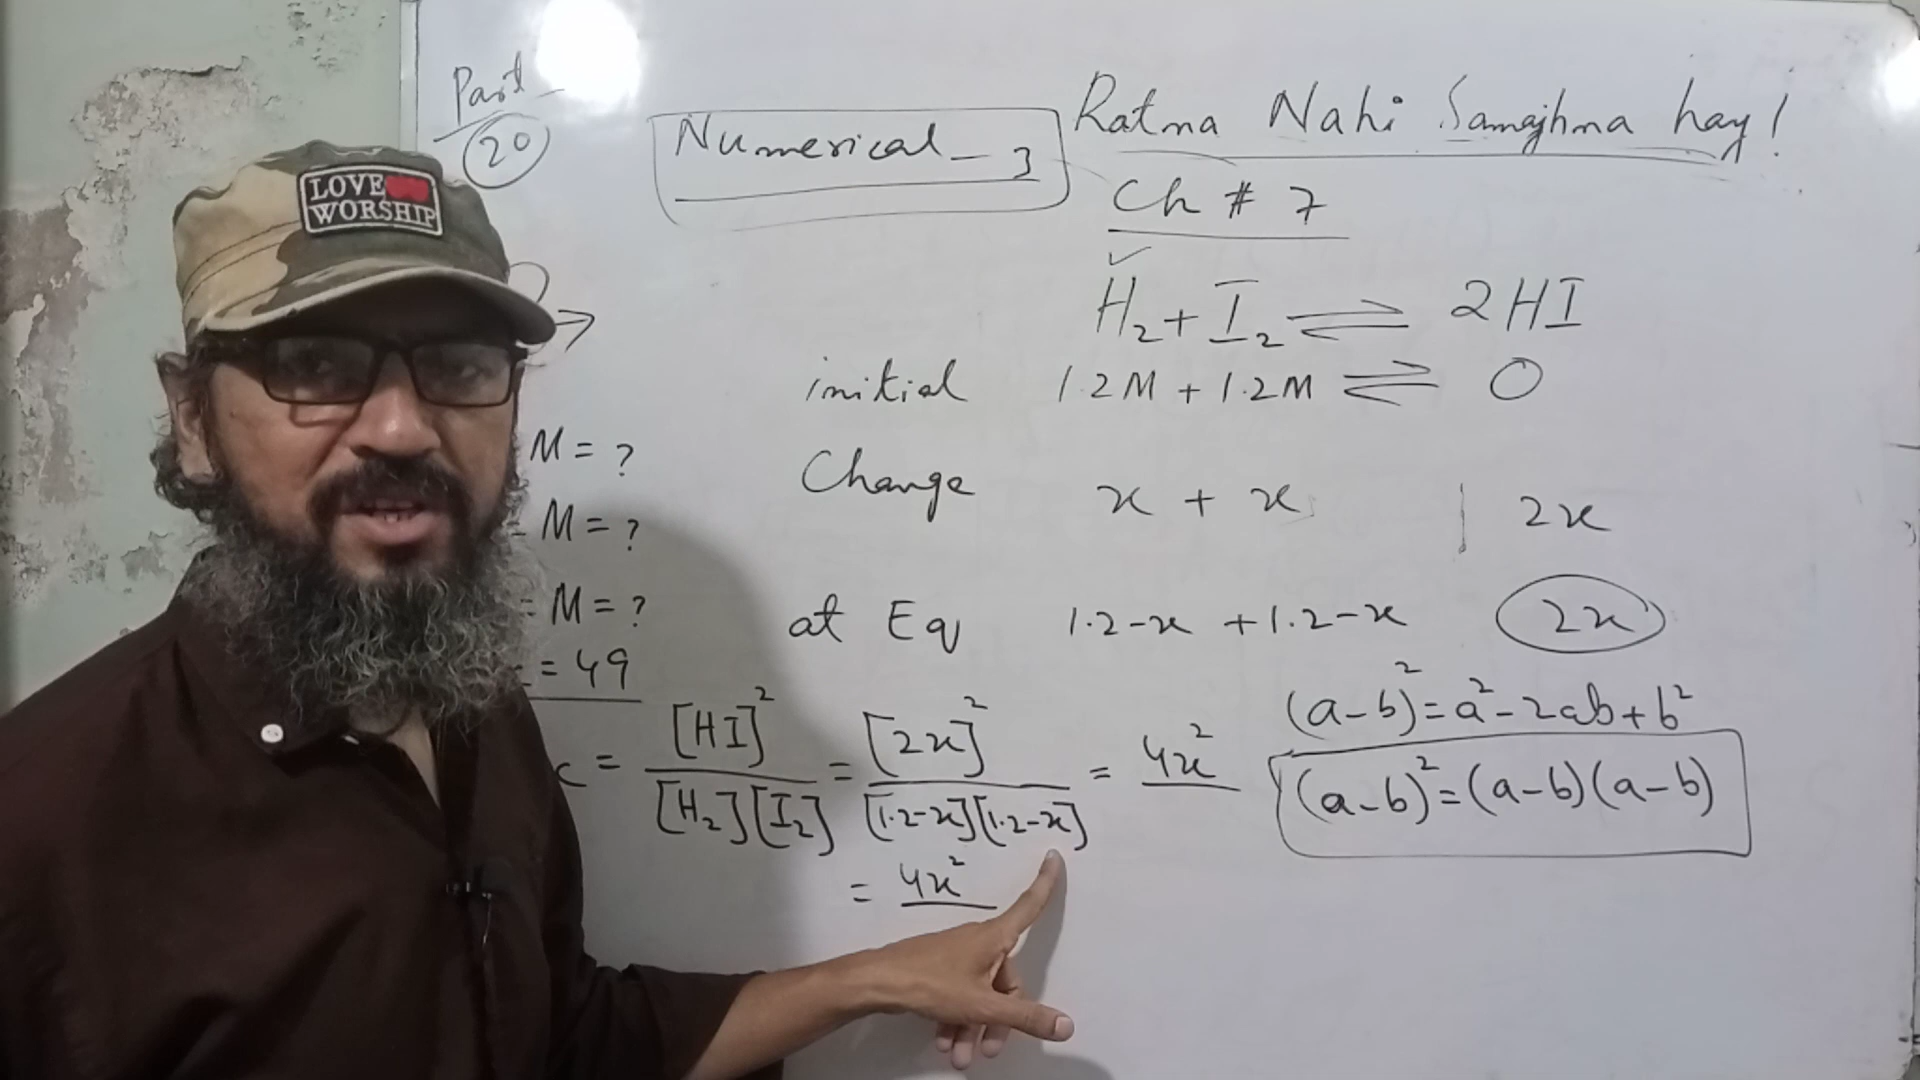 Part
20
Numerical - 3
Ratna Nahi Samajhna hay!
Ch # 7
✓
LOVE
WORSHIP
H₂ + I₂ ⇌ 2HI
initial 1.2M + 1.2M ⇌ 0
M = ?
Change x + x | 2x
= M = ?
= M = ?
at Eq 1.2-x + 1.2-x 2x
= 49
(a-b)² = a² - 2ab + b²
c = [HI]² / [H₂][I₂] = [2x]² / [1.2-x][1.2-x] = 4x²
(a-b)² = (a-b)(a-b)
= 4x²